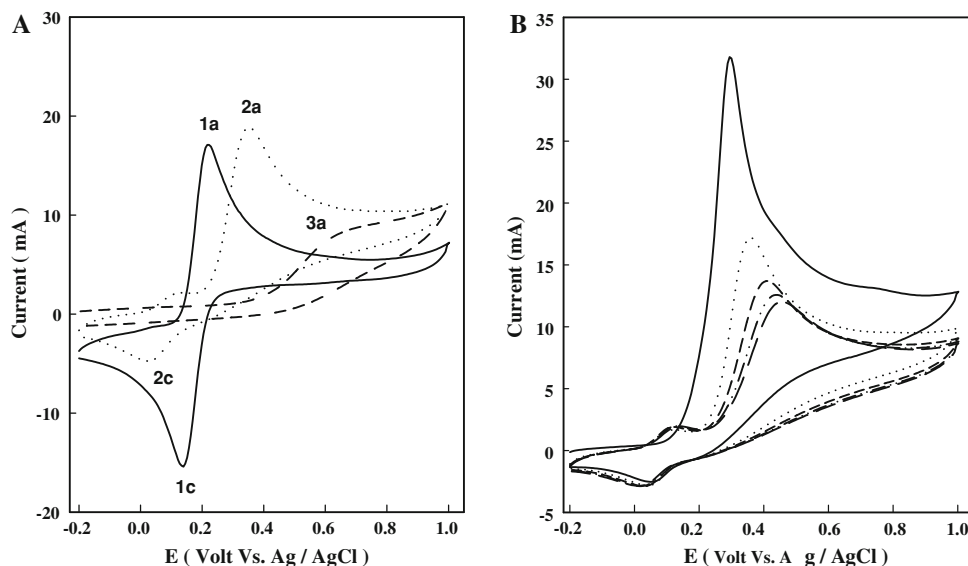 A
30
20
10
0
-10
-20
Current ( mA )
1a
2a
3a
2c
1c
-0.2 0.0 0.2 0.4 0.6 0.8 1.0
E ( Volt Vs. Ag / AgCl )
B
35
30
25
20
15
10
5
0
-5
Current (mA)
-0.2 0.0 0.2 0.4 0.6 0.8 1.0
E ( Volt Vs. A g / AgCl )